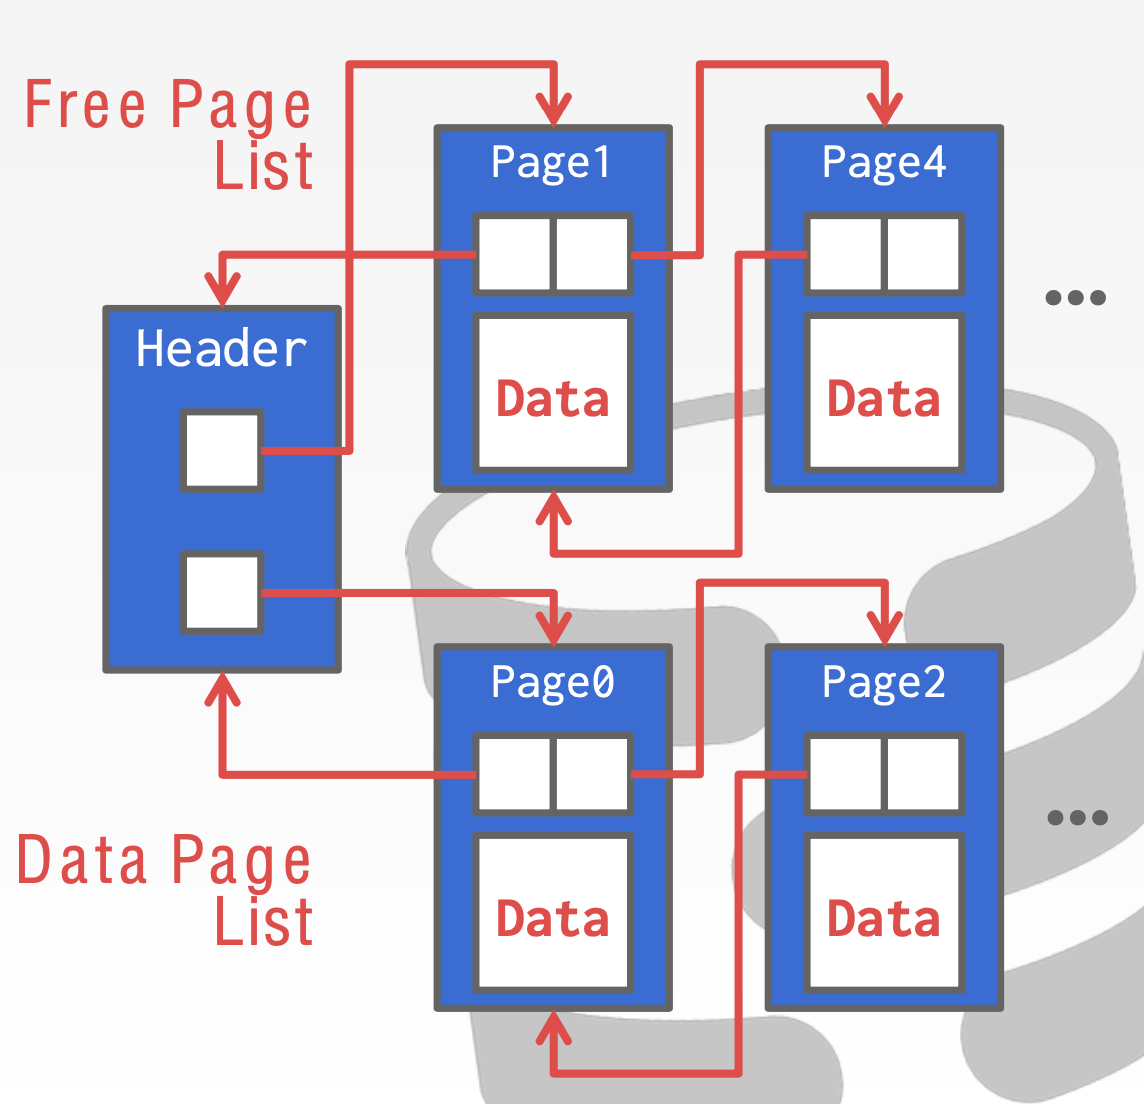 Free Page
List
Page1
Page4
Data
Data
Header
Page0
Page2
Data
Data
Data Page
List